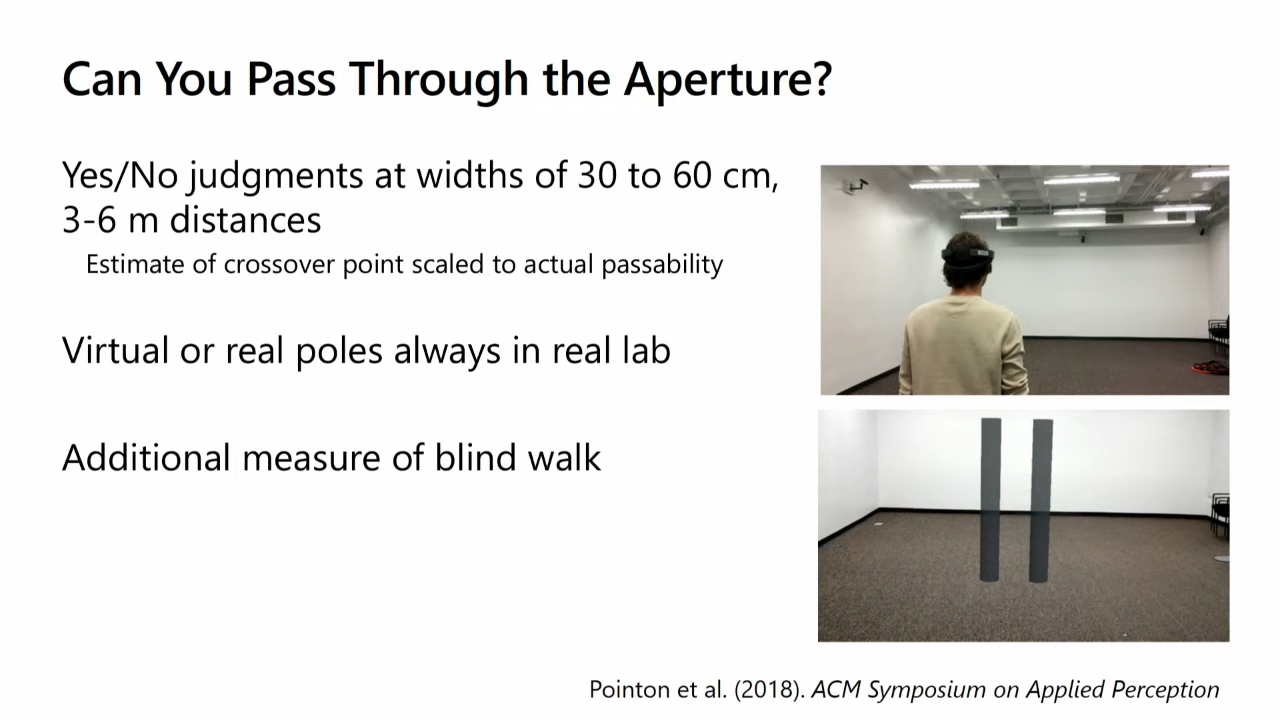 Can You Pass Through the Aperture?
Yes/No judgments at widths of 30 to 60 cm,
3-6 m distances
Estimate of crossover point scaled to actual passability
Virtual or real poles always in real lab
Additional measure of blind walk
Pointon et al. (2018). ACM Symposium on Applied Perception